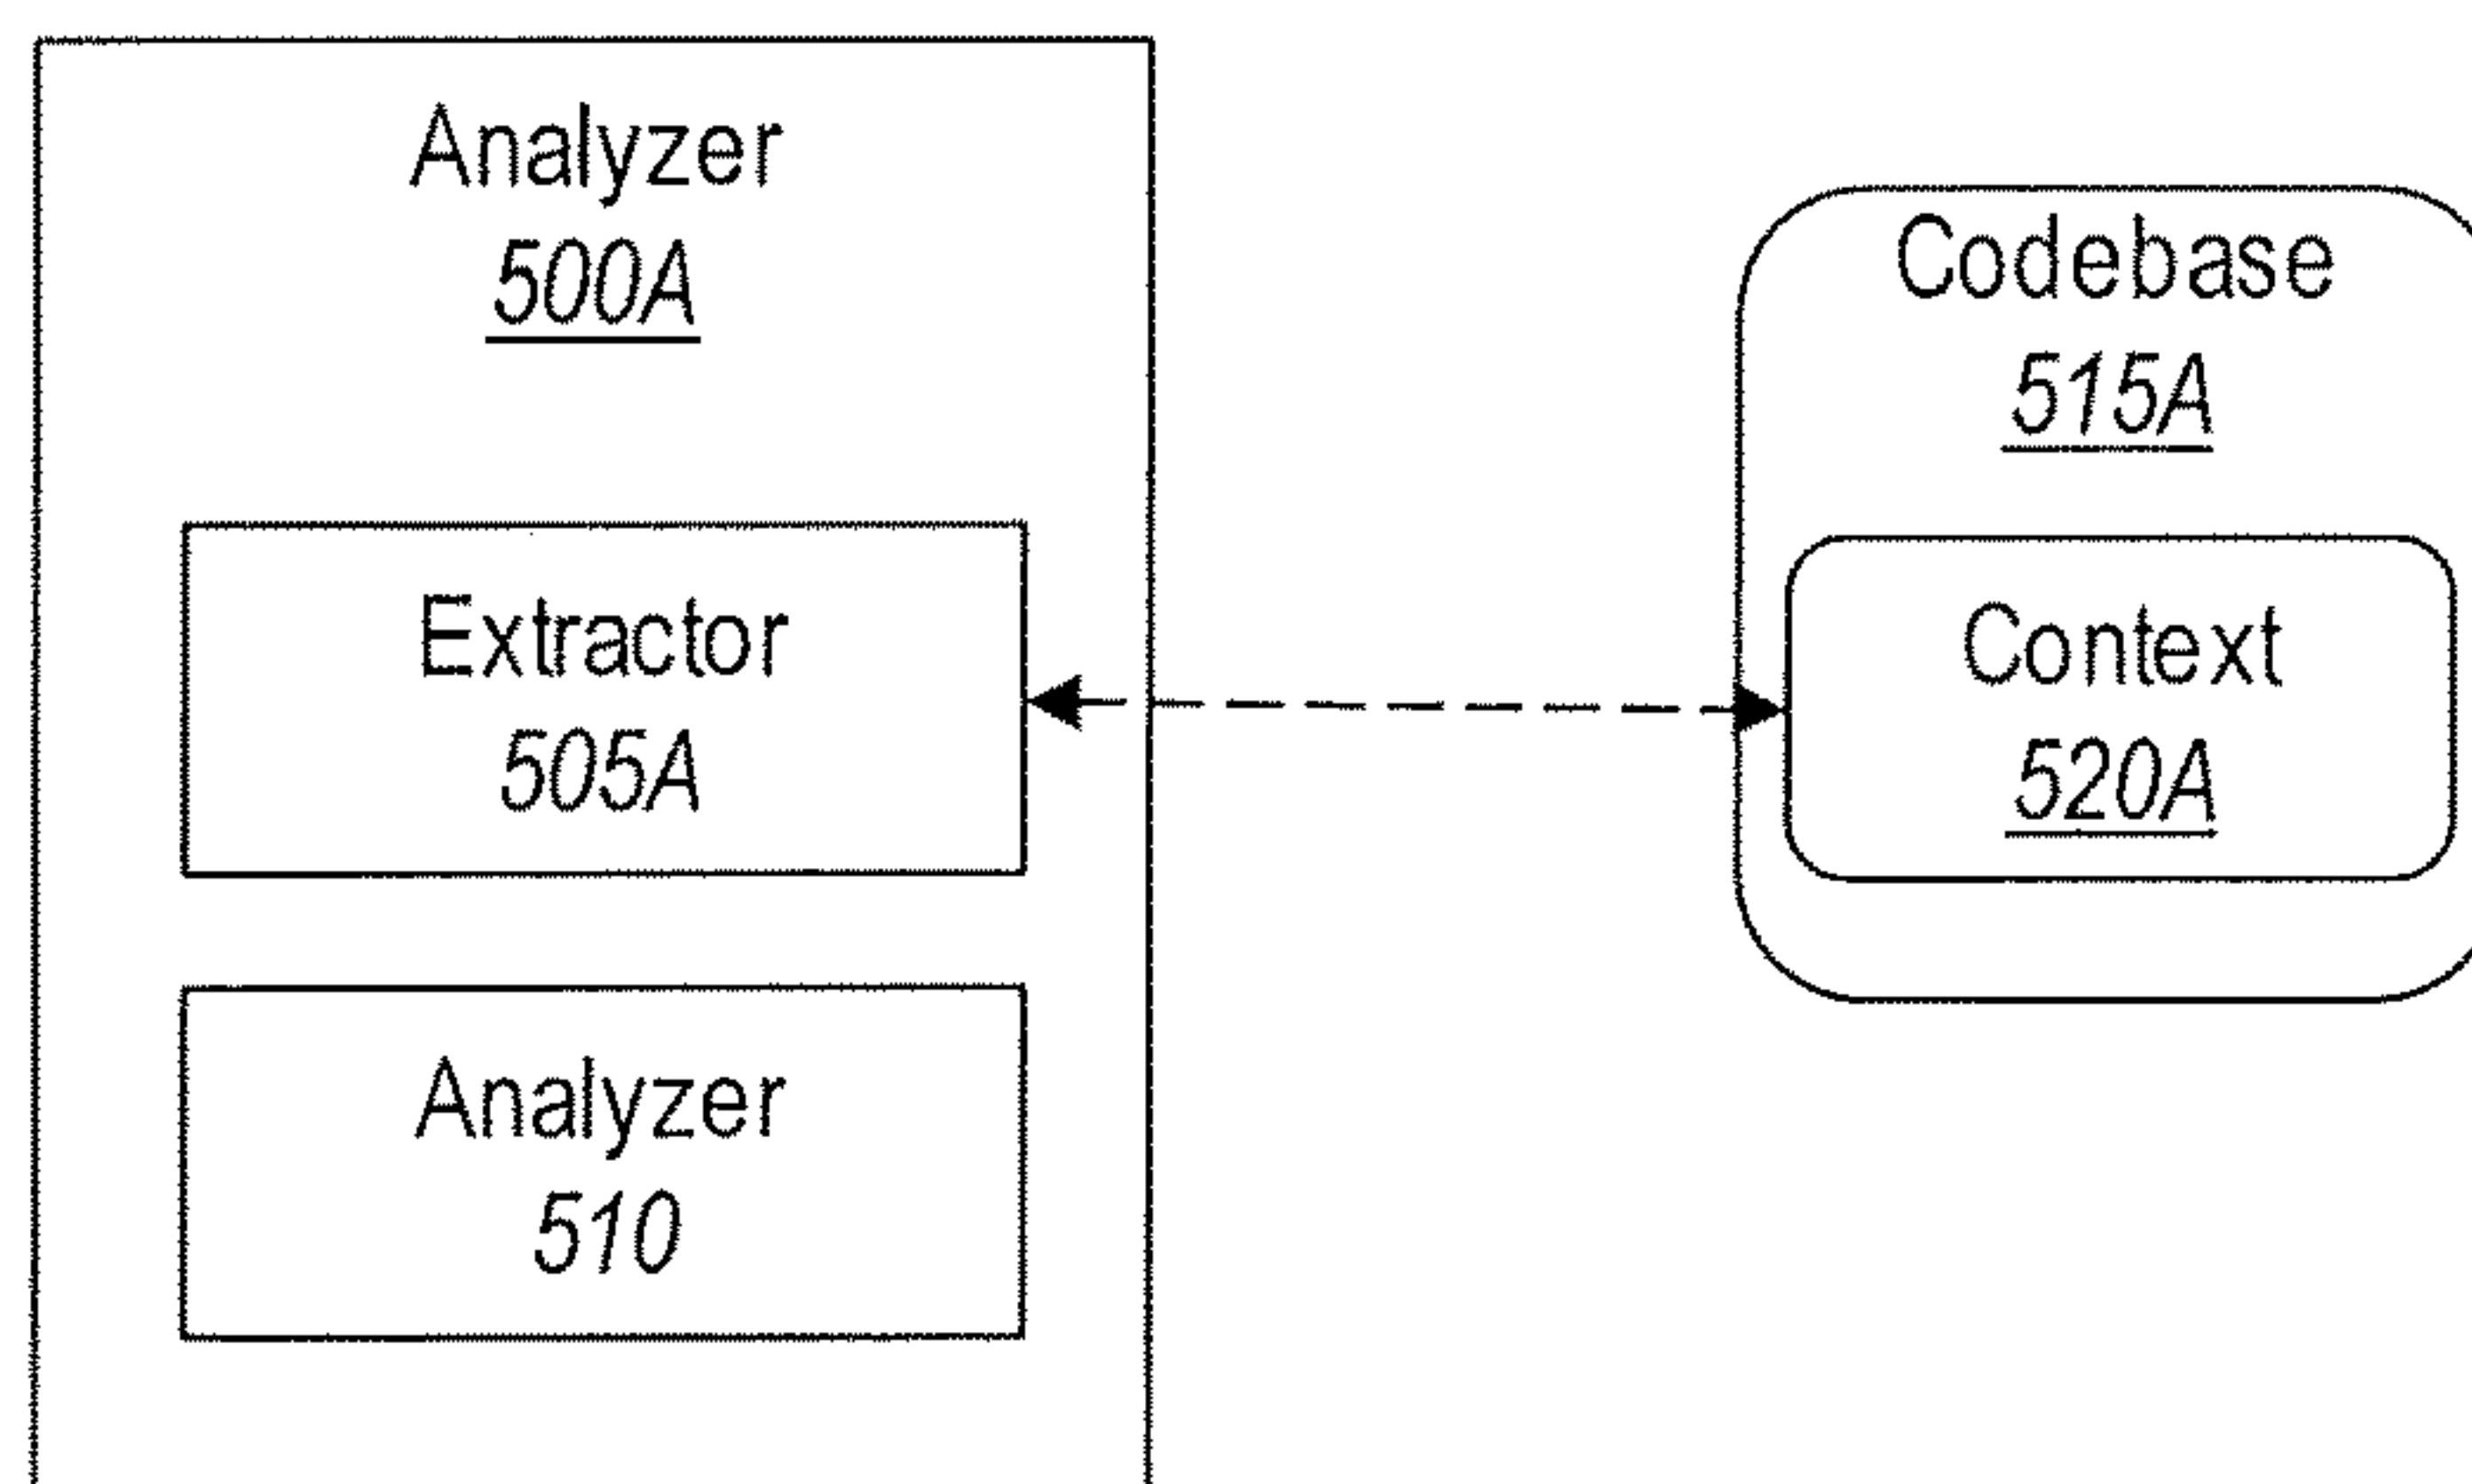 Analyzer
500A
Extractor
505A
Analyzer
510
Codebase
515A
Context
520A